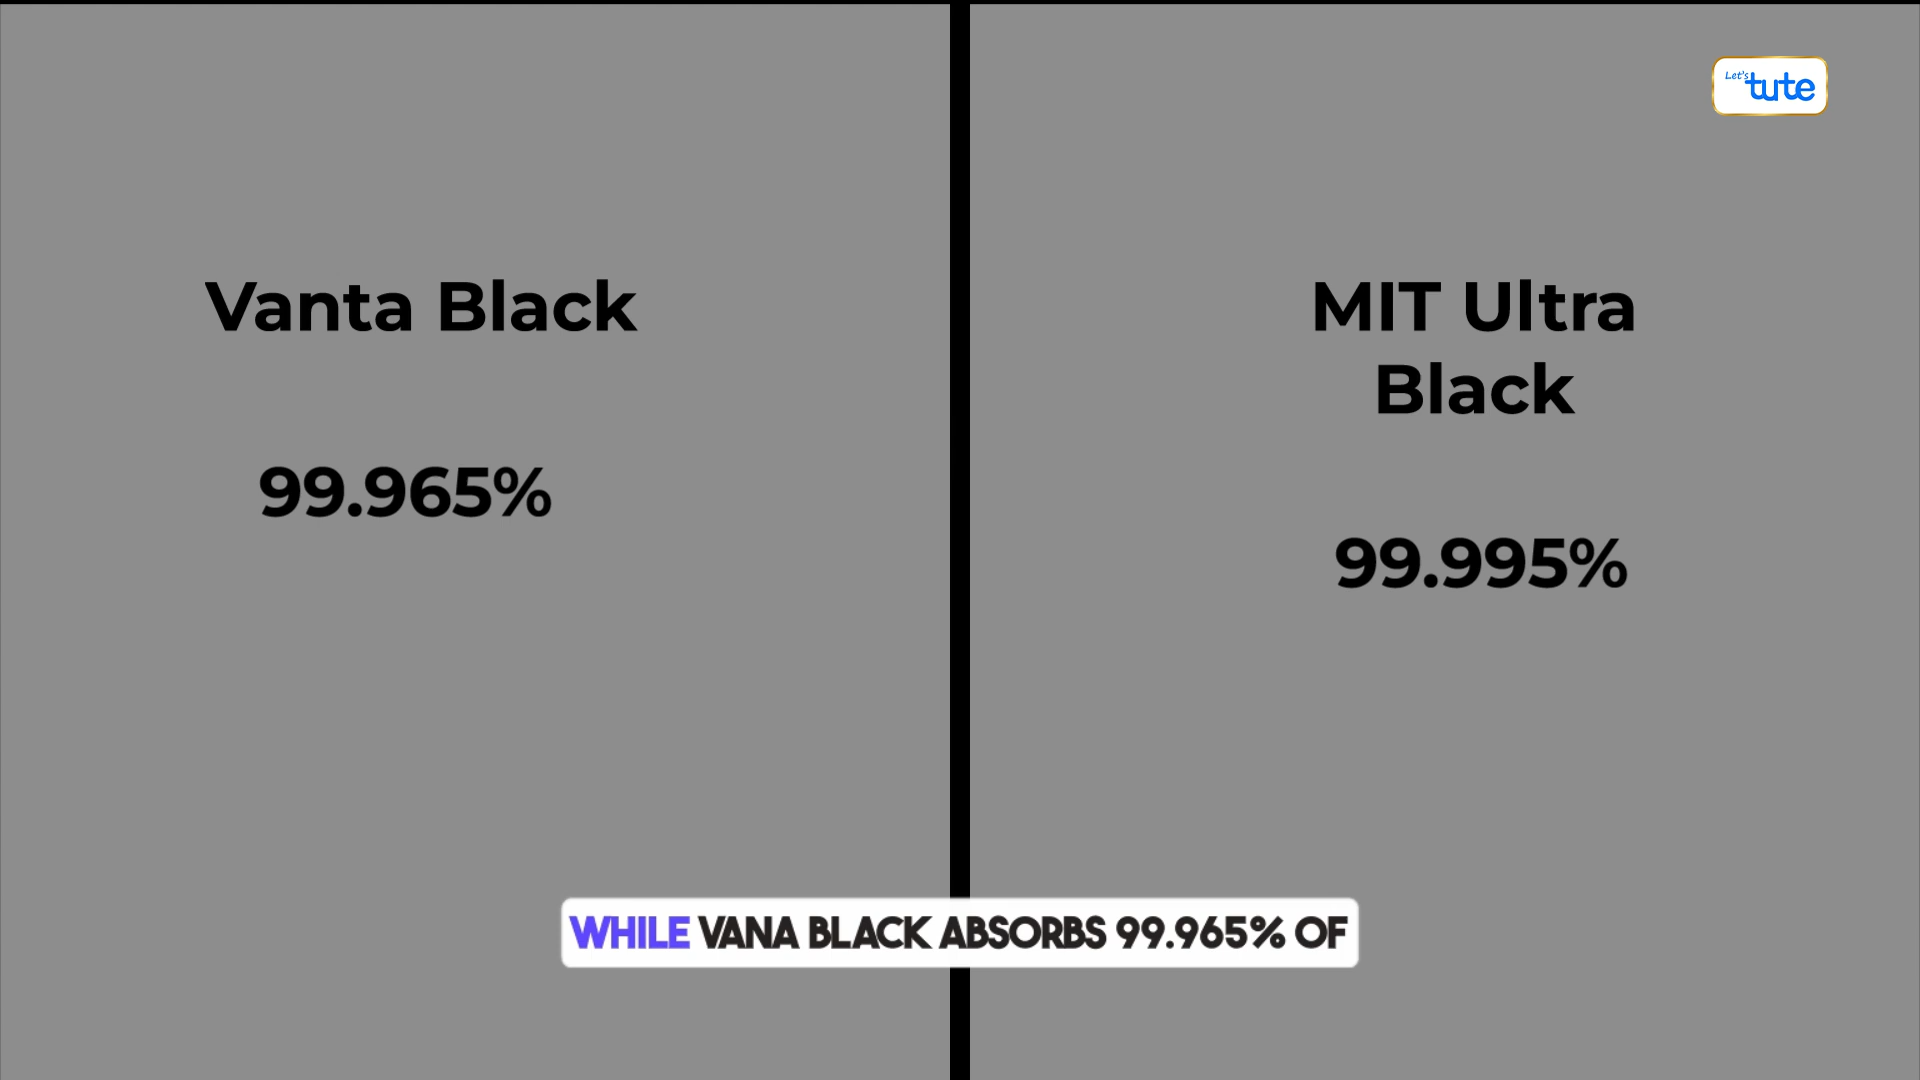 Let's tute
Vanta Black
99.965%
MIT Ultra
Black
99.995%
WHILE VANA BLACK ABSORBS 99.965% OF